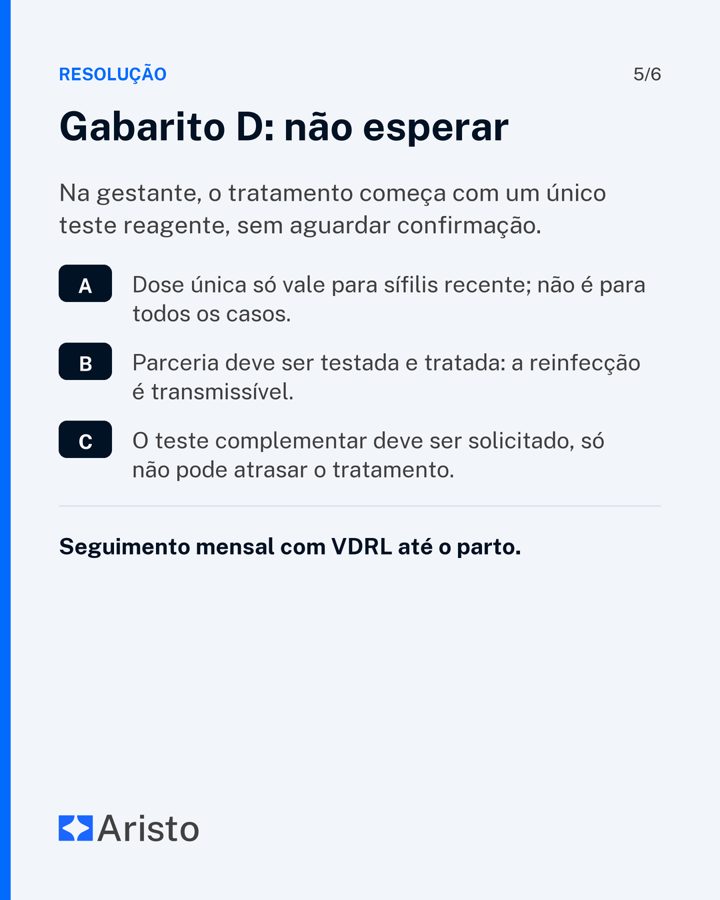 RESOLUÇÃO
5/6
Gabarito D: não esperar
Na gestante, o tratamento começa com um único
teste reagente, sem aguardar confirmação.
A
Dose única só vale para sífilis recente; não é para
todos os casos.
B
Parceria deve ser testada e tratada: a reinfecção
é transmissível.
C
O teste complementar deve ser solicitado, só
não pode atrasar o tratamento.
Seguimento mensal com VDRL até o parto.
Aristo